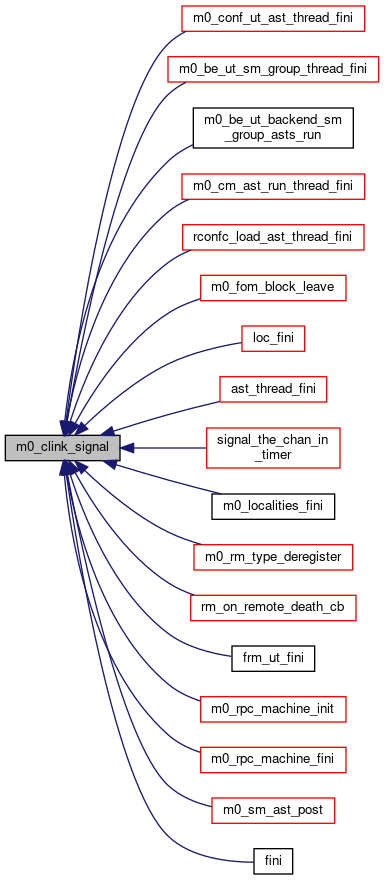 m0_conf_ut_ast_thread_fini
m0_be_ut_sm_group_thread_fini
m0_be_ut_backend_sm
_group_asts_run
m0_cm_ast_run_thread_fini
rconfc_load_ast_thread_fini
m0_fom_block_leave
loc_fini
ast_thread_fini
m0_clink_signal
signal_the_chan_in
_timer
m0_localities_fini
m0_rm_type_deregister
rm_on_remote_death_cb
frm_ut_fini
m0_rpc_machine_init
m0_rpc_machine_fini
m0_sm_ast_post
fini